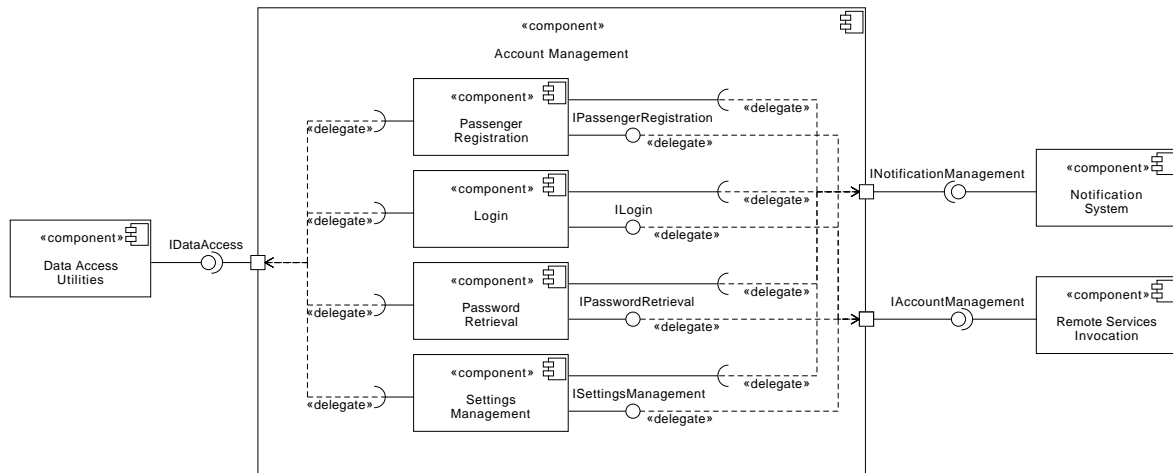 «component»
Account Management
«component»
Passenger
Registration
«delegate»
«delegate»
IPassengerRegistration
«delegate»
«component»
Login
«delegate»
«delegate»
ILogin
«delegate»
«component»
Password
Retrieval
«delegate»
«delegate»
IPasswordRetrieval
«delegate»
«component»
Settings
Management
«delegate»
«delegate»
ISettingsManagement
«delegate»
«component»
Data Access
Utilities
IDataAccess
INotificationManagement
«component»
Notification
System
IAccountManagement
«component»
Remote Services
Invocation